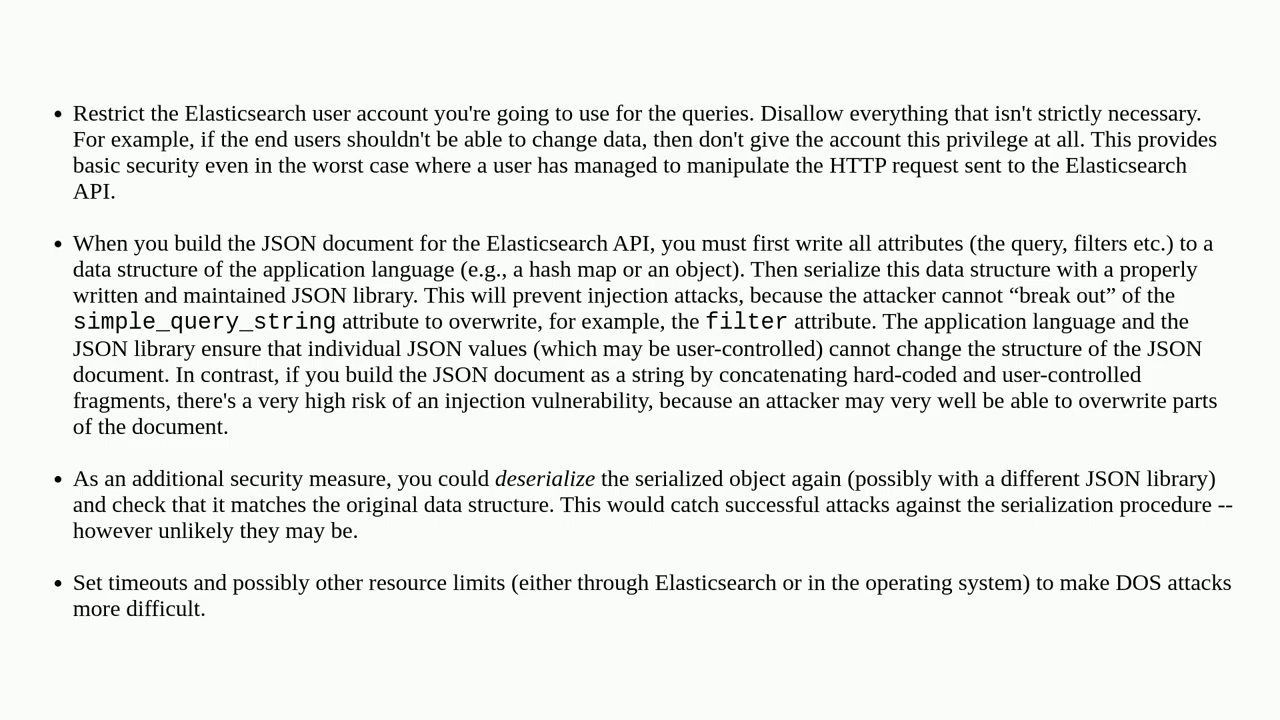 • Restrict the Elasticsearch user account you're going to use for the queries. Disallow everything that isn't strictly necessary.
For example, if the end users shouldn't be able to change data, then don't give the account this privilege at all. This provides
basic security even in the worst case where a user has managed to manipulate the HTTP request sent to the Elasticsearch
API.
• When you build the JSON document for the Elasticsearch API, you must first write all attributes (the query, filters etc.) to a
data structure of the application language (e.g., a hash map or an object). Then serialize this data structure with a properly
written and maintained JSON library. This will prevent injection attacks, because the attacker cannot “break out” of the
simple_query_string attribute to overwrite, for example, the filter attribute. The application language and the
JSON library ensure that individual JSON values (which may be user-controlled) cannot change the structure of the JSON
document. In contrast, if you build the JSON document as a string by concatenating hard-coded and user-controlled
fragments, there's a very high risk of an injection vulnerability, because an attacker may very well be able to overwrite parts
of the document.
• As an additional security measure, you could deserialize the serialized object again (possibly with a different JSON library)
and check that it matches the original data structure. This would catch successful attacks against the serialization procedure --
however unlikely they may be.
• Set timeouts and possibly other resource limits (either through Elasticsearch or in the operating system) to make DOS attacks
more difficult.